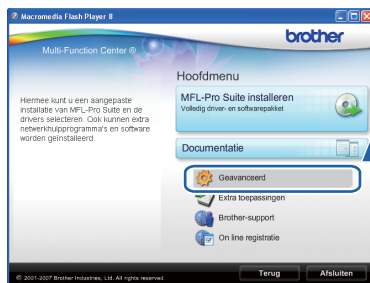 Macromedia Flash Player 8
brother
Multi-Function Center ®
Hoofdmenu
Hiermee kunt u een aangepaste
installatie van MFL-Pro Suite en de
drivers selecteren. Ook kunnen extra
netwerkhulpprogramma's en software
worden geïnstalleerd.
MFL-Pro Suite installeren
Volledig driver- en softwarepakket
Documentatie
Geavanceerd
Extra toepassingen
Brother-support
On line registratie
© 2001-2007 Brother Industries, Ltd. All rights reserved.
Terug
Afsluiten